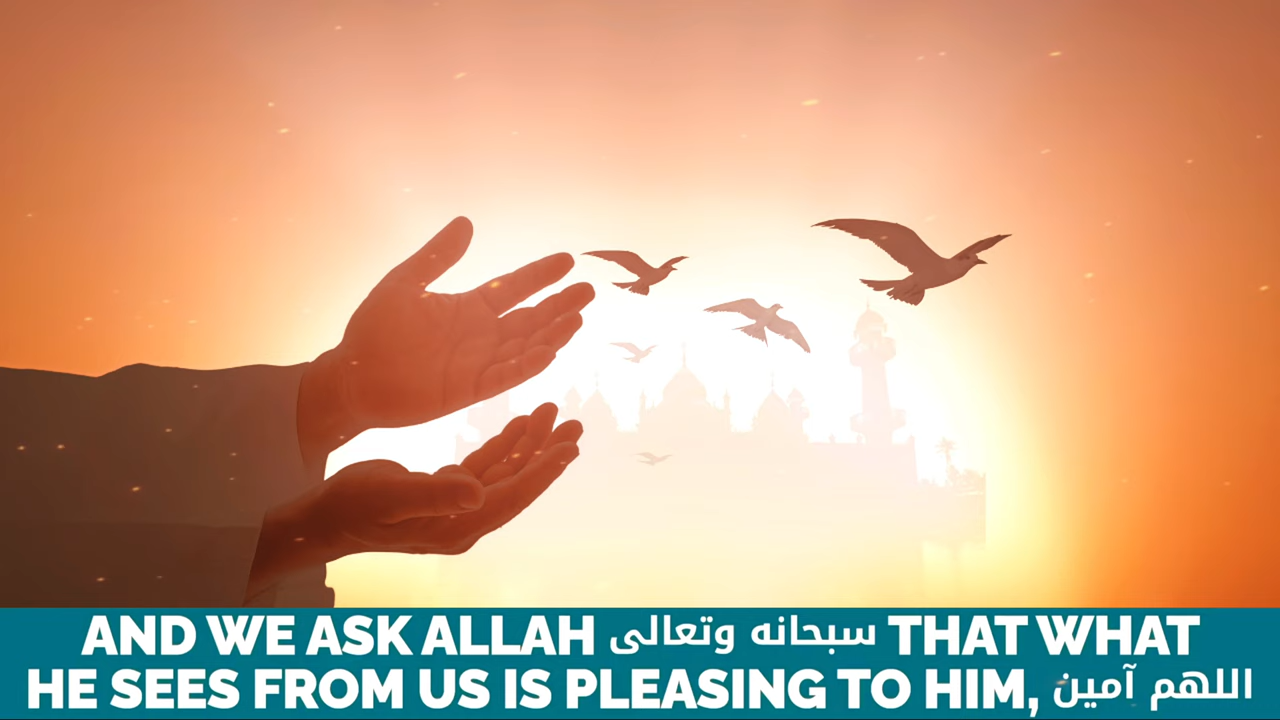 AND WE ASK ALLAH سبحانه وتعالى THAT WHAT
HE SEES FROM US IS PLEASING TO HIM, اللهم آمين